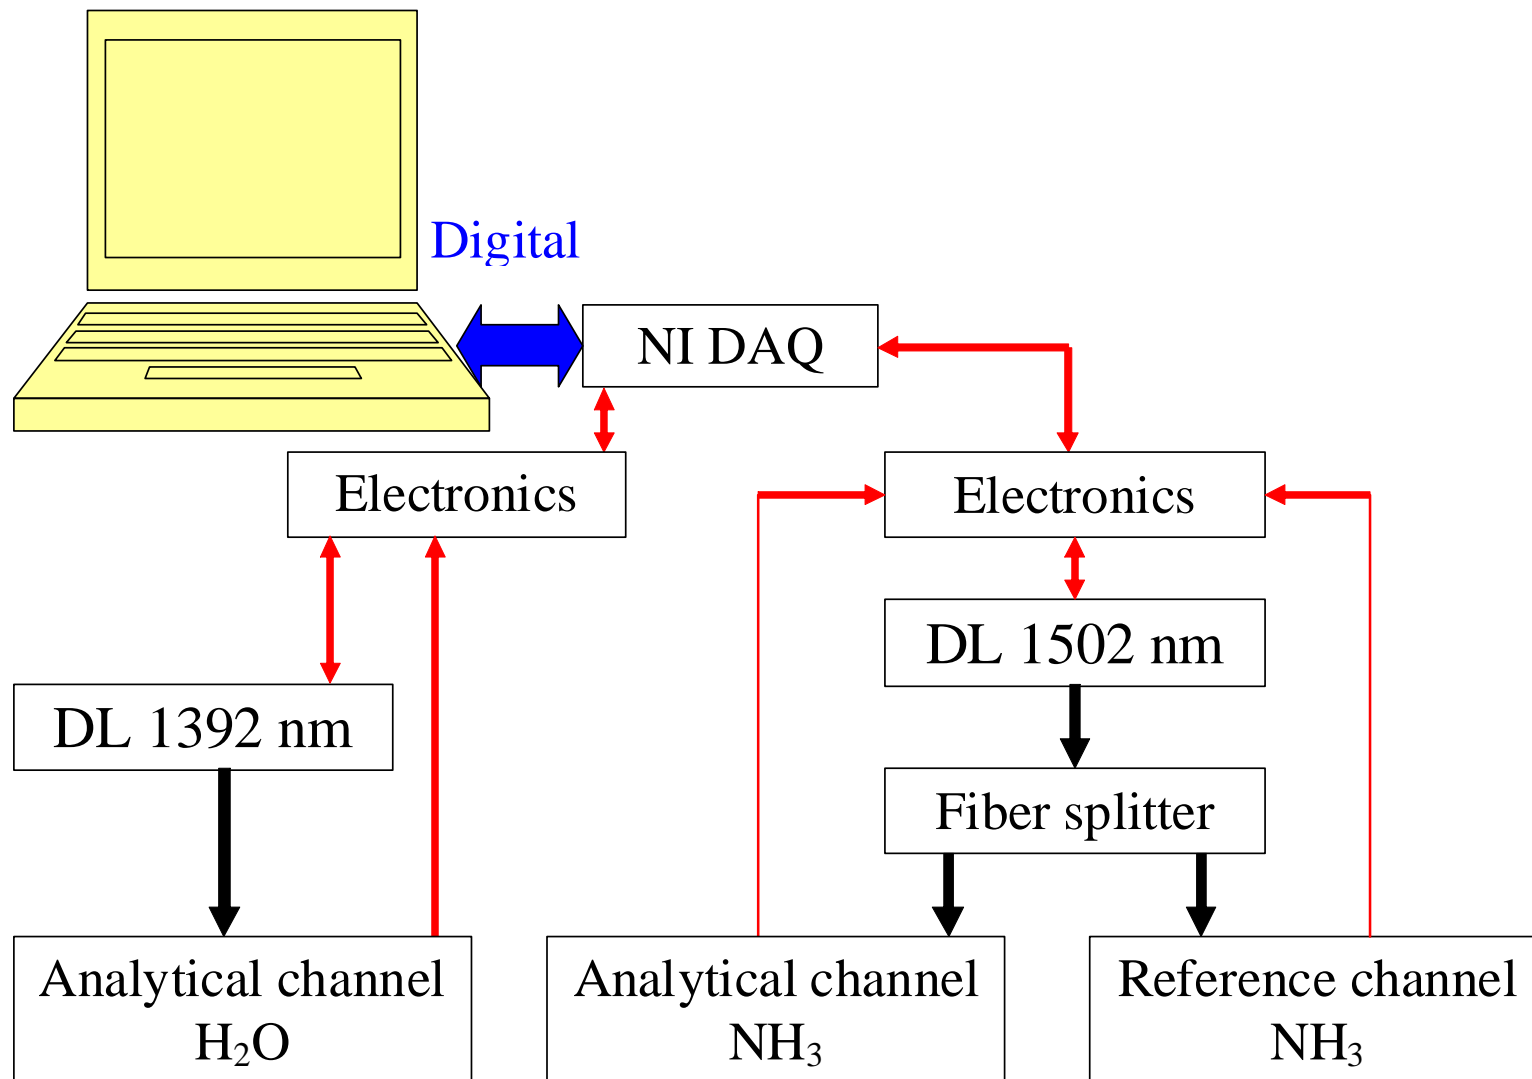 Digital
NI DAQ
Electronics
Electronics
DL 1502 nm
DL 1392 nm
Fiber splitter
Analytical channel
H₂O
Analytical channel
NH₃
Reference channel
NH₃